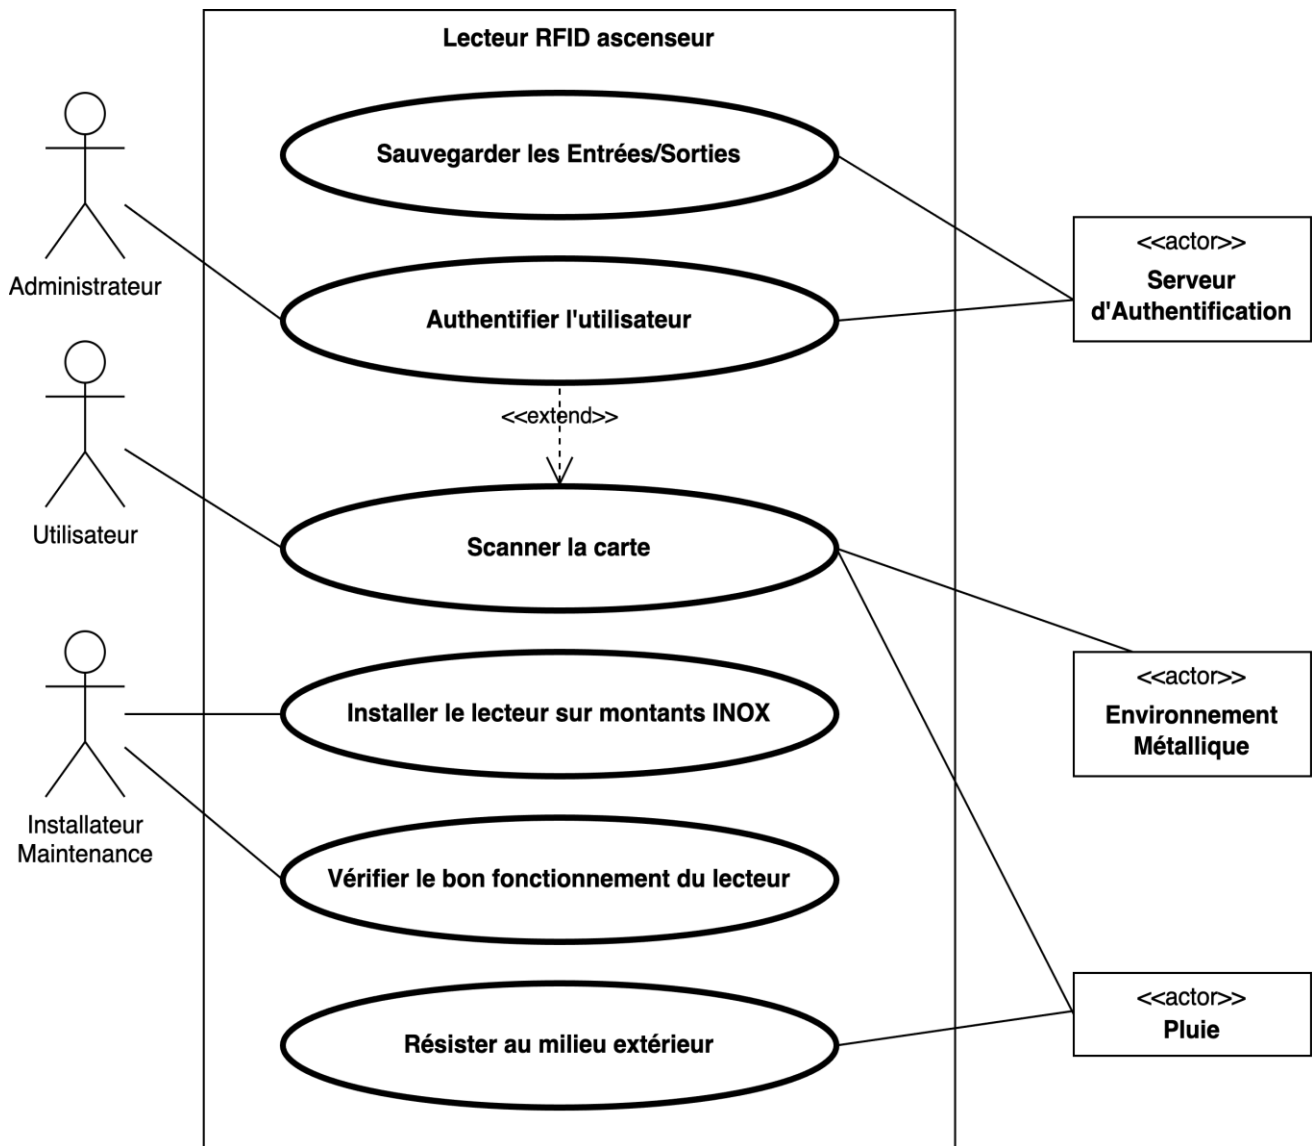 Lecteur RFID ascenseur
Sauvegarder les Entrées/Sorties
<<actor>>
Serveur
d'Authentification
Administrateur
Authentifier l'utilisateur
<<extend>>
Utilisateur
Scanner la carte
<<actor>>
Environnement
Métallique
Installer le lecteur sur montants INOX
Installateur
Maintenance
Vérifier le bon fonctionnement du lecteur
<<actor>>
Pluie
Résister au milieu extérieur